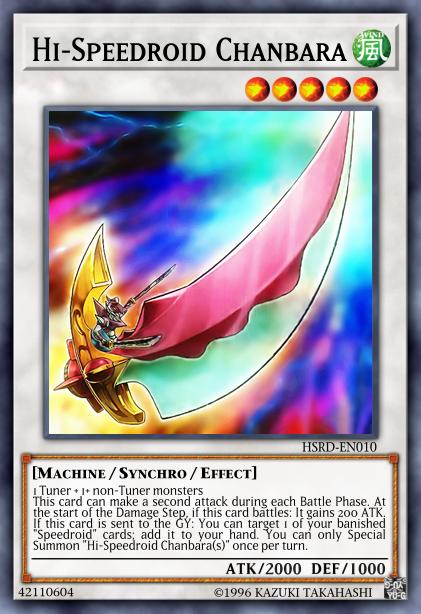 Hi-Speedroid Chanbara
WIND
風
HSRD-EN010
[Machine / Synchro / Effect]
1 Tuner + 1+ non-Tuner monsters
This card can make a second attack during each Battle Phase. At
the start of the Damage Step, if this card battles: It gains 200 ATK.
If this card is sent to the GY: You can target 1 of your banished
"Speedroid" cards; add it to your hand. You can only Special
Summon "Hi-Speedroid Chanbara(s)" once per turn.
ATK/2000 DEF/1000
42110604
©1996 KAZUKI TAKAHASHI